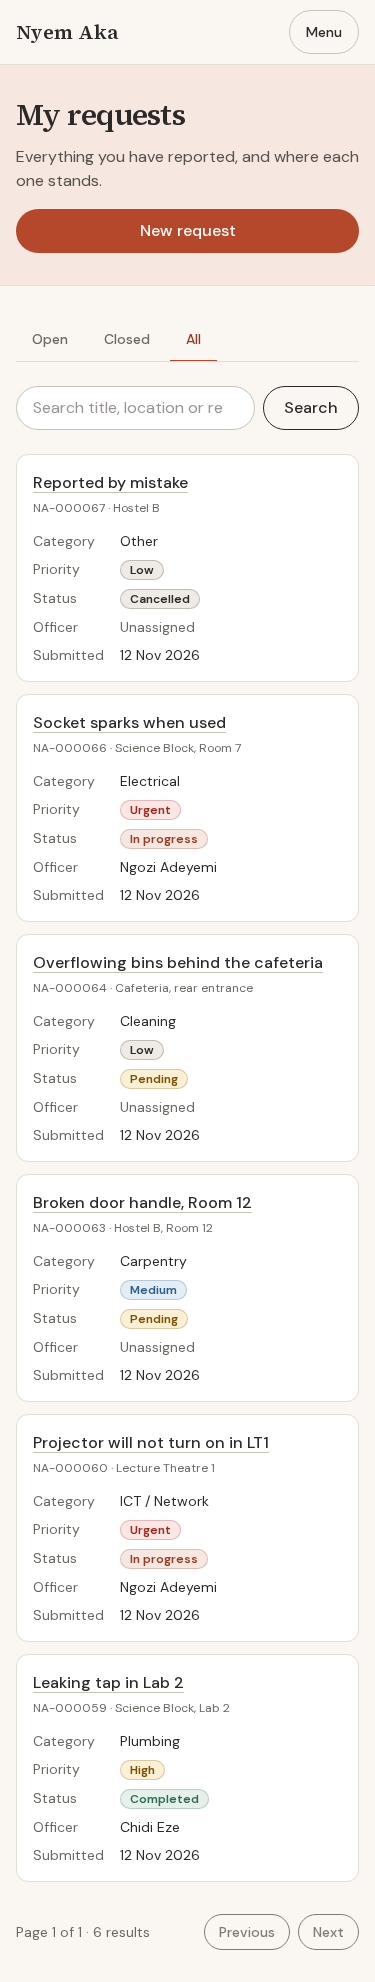 Nyem Aka
Menu
My requests
Everything you have reported, and where each
one stands.
New request
Open Closed All
Search title, location or re
Search
Reported by mistake
NA-000067 · Hostel B
Category Other
Priority Low
Status Cancelled
Officer Unassigned
Submitted 12 Nov 2026
Socket sparks when used
NA-000066 · Science Block, Room 7
Category Electrical
Priority Urgent
Status In progress
Officer Ngozi Adeyemi
Submitted 12 Nov 2026
Overflowing bins behind the cafeteria
NA-000064 · Cafeteria, rear entrance
Category Cleaning
Priority Low
Status Pending
Officer Unassigned
Submitted 12 Nov 2026
Broken door handle, Room 12
NA-000063 · Hostel B, Room 12
Category Carpentry
Priority Medium
Status Pending
Officer Unassigned
Submitted 12 Nov 2026
Projector will not turn on in LT1
NA-000060 · Lecture Theatre 1
Category ICT / Network
Priority Urgent
Status In progress
Officer Ngozi Adeyemi
Submitted 12 Nov 2026
Leaking tap in Lab 2
NA-000059 · Science Block, Lab 2
Category Plumbing
Priority High
Status Completed
Officer Chidi Eze
Submitted 12 Nov 2026
Page 1 of 1 · 6 results
Previous Next